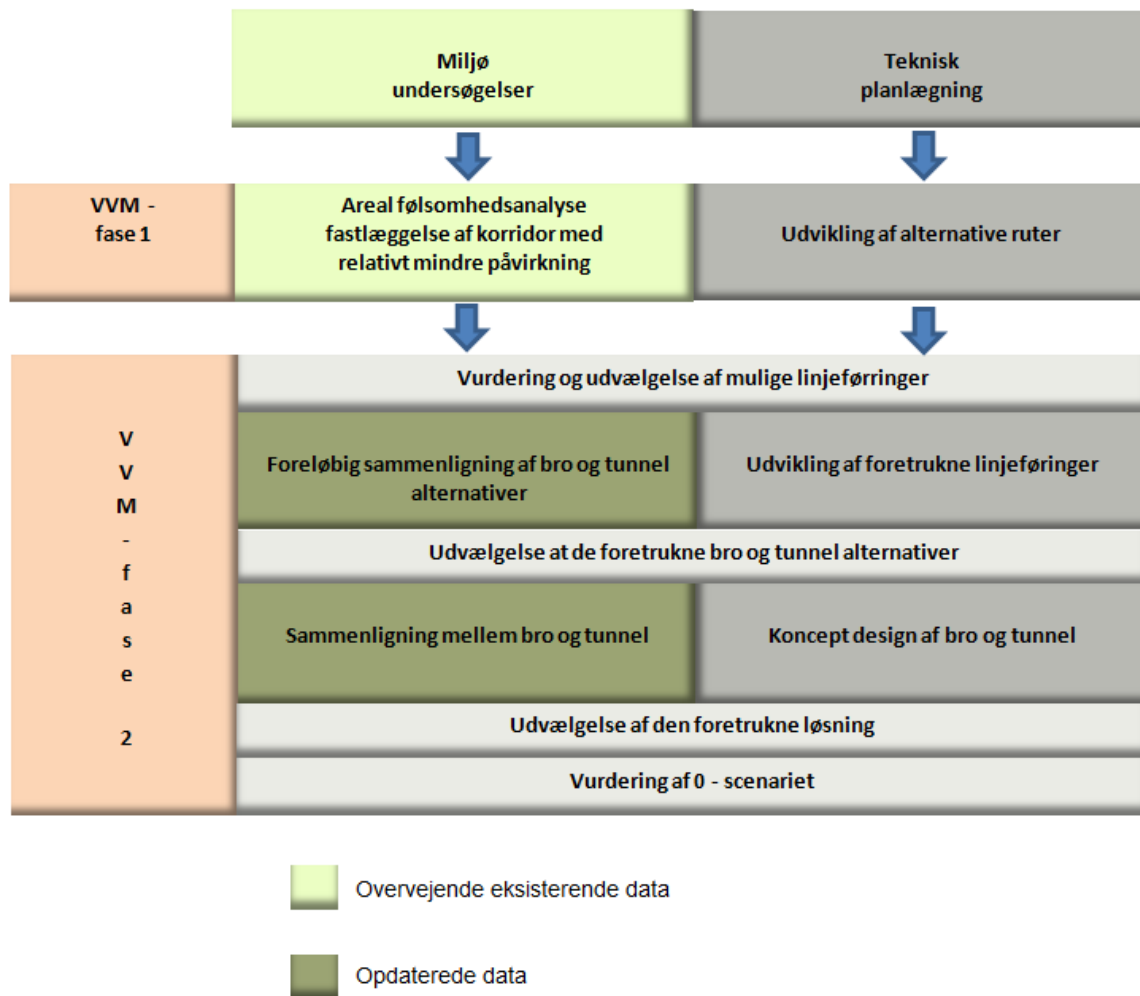 Miljø
undersøgelser
Teknisk
planlægning
VVM -
fase 1
Areal følsomhedsanalyse
fastlæggelse af korridor med
relativt mindre påvirkning
Udvikling af alternative ruter
V
V
M
-
f
a
s
e
2
Vurdering og udvælgelse af mulige linjeførringer
Foreløbig sammenligning af bro og tunnel
alternativer
Udvikling af foretrukne linjeføringer
Udvælgelse at de foretrukne bro og tunnel alternativer
Sammenligning mellem bro og tunnel
Koncept design af bro og tunnel
Udvælgelse af den foretrukne løsning
Vurdering af 0 - scenariet
Overvejende eksisterende data
Opdaterede data